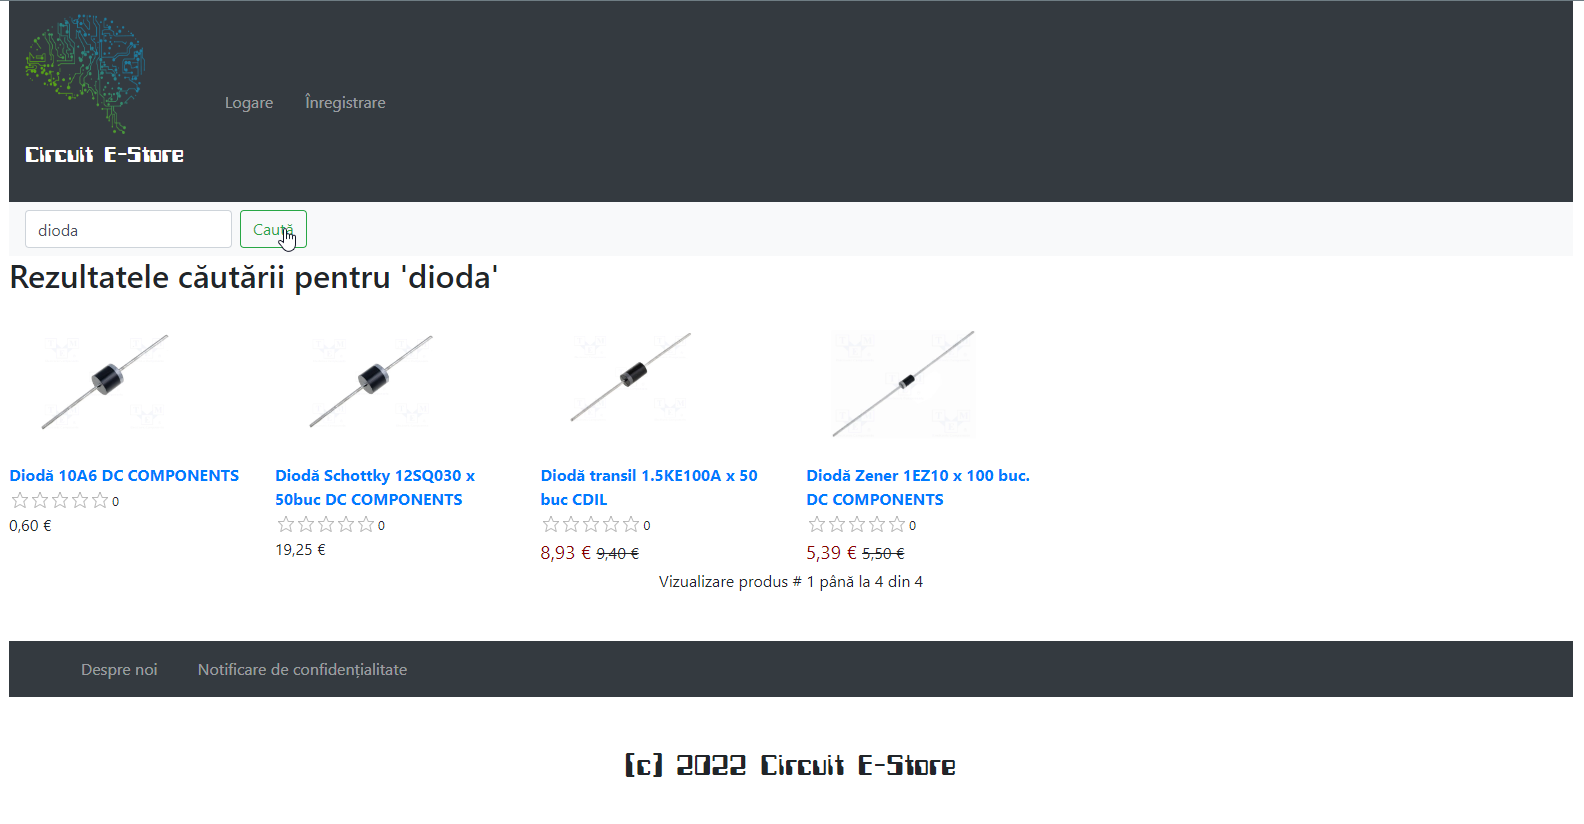 Logare
Înregistrare
Circuit E-Store
dioda
Caută
Rezultatele căutării pentru 'dioda'
Diodă 10A6 DC COMPONENTS
0
0,60 €
Diodă Schottky 12SQ030 x
50buc DC COMPONENTS
0
19,25 €
Diodă transil 1.5KE100A x 50
buc CDIL
0
8,93 € 9,40 €
Diodă Zener 1EZ10 x 100 buc.
DC COMPONENTS
0
5,39 € 5,50 €
Vizualizare produs # 1 până la 4 din 4
Despre noi
Notificare de confidențialitate
(c) 2022 Circuit E-Store